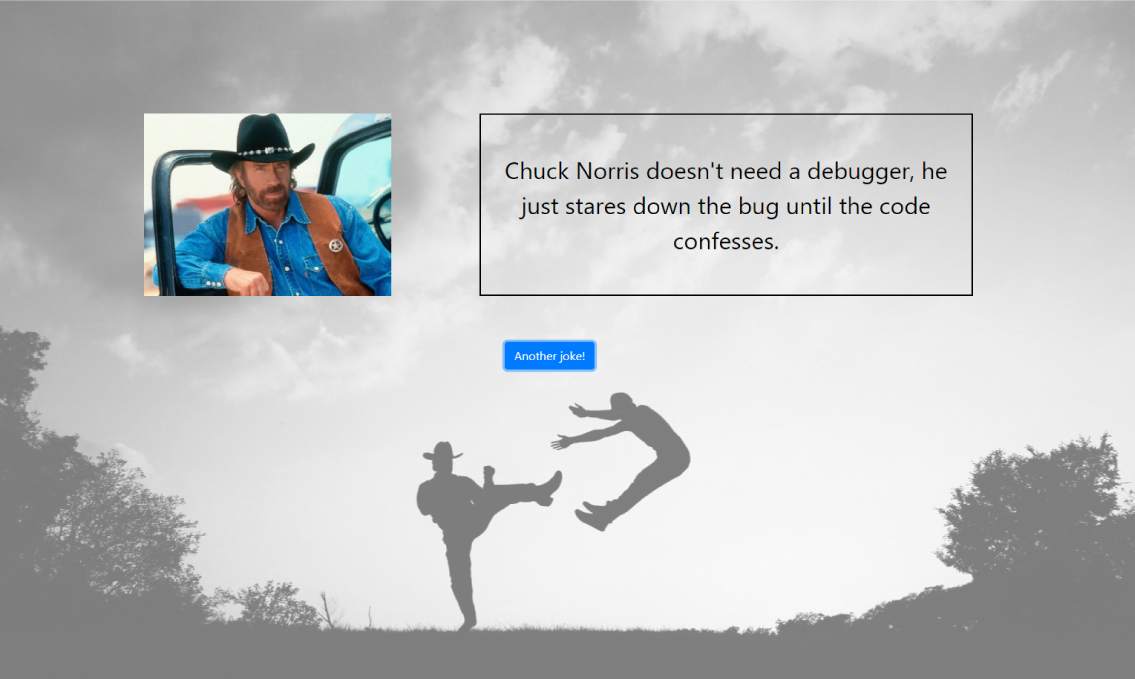 Chuck Norris doesn't need a debugger, he
just stares down the bug until the code
confesses.
Another joke!